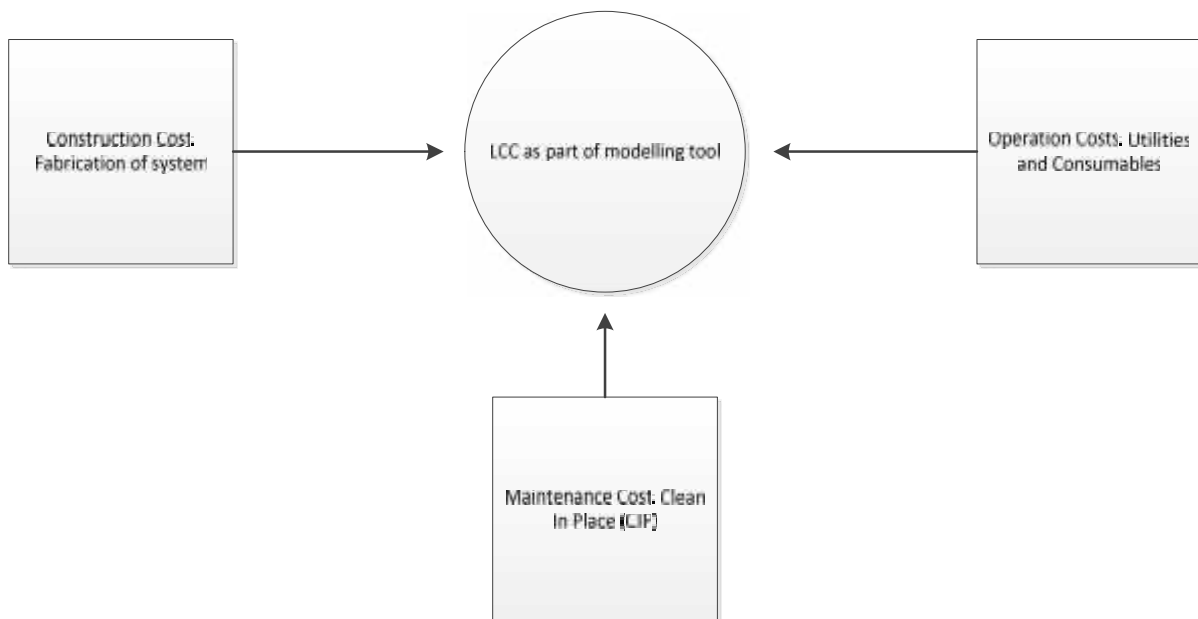 Construction Cost:
Fabrication of system
LCC as part of modelling tool
Operation Costs: Utilities
and Consumables
Maintenance Cost: Clean
In Place (CIP)